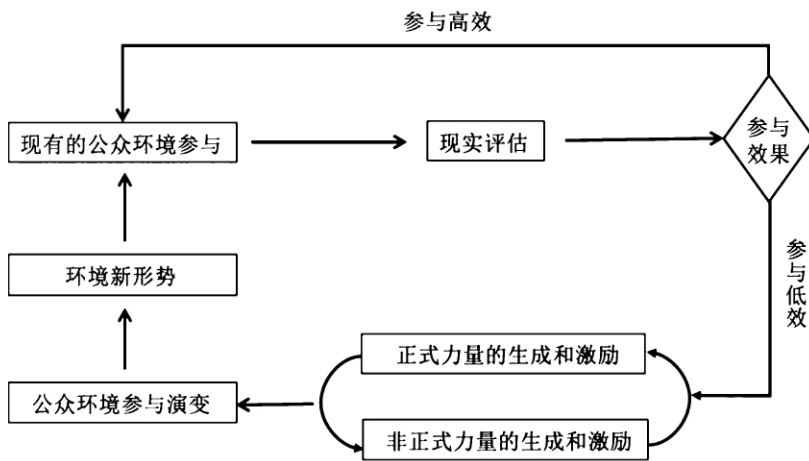 参与高效
现有的公众环境参与
现实评估
参与
效果
环境新形势
参与低效
正式力量的生成和激励
公众环境参与演变
非正式力量的生成和激励